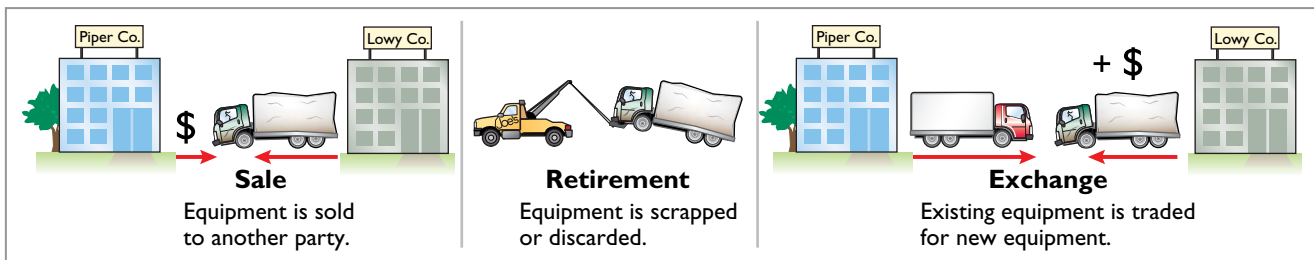 Piper Co.
Lowy Co.
$
Sale
Equipment is sold
to another party.
Joe's
Retirement
Equipment is scrapped
or discarded.
Piper Co.
Lowy Co.
+ $
Exchange
Existing equipment is traded
for new equipment.